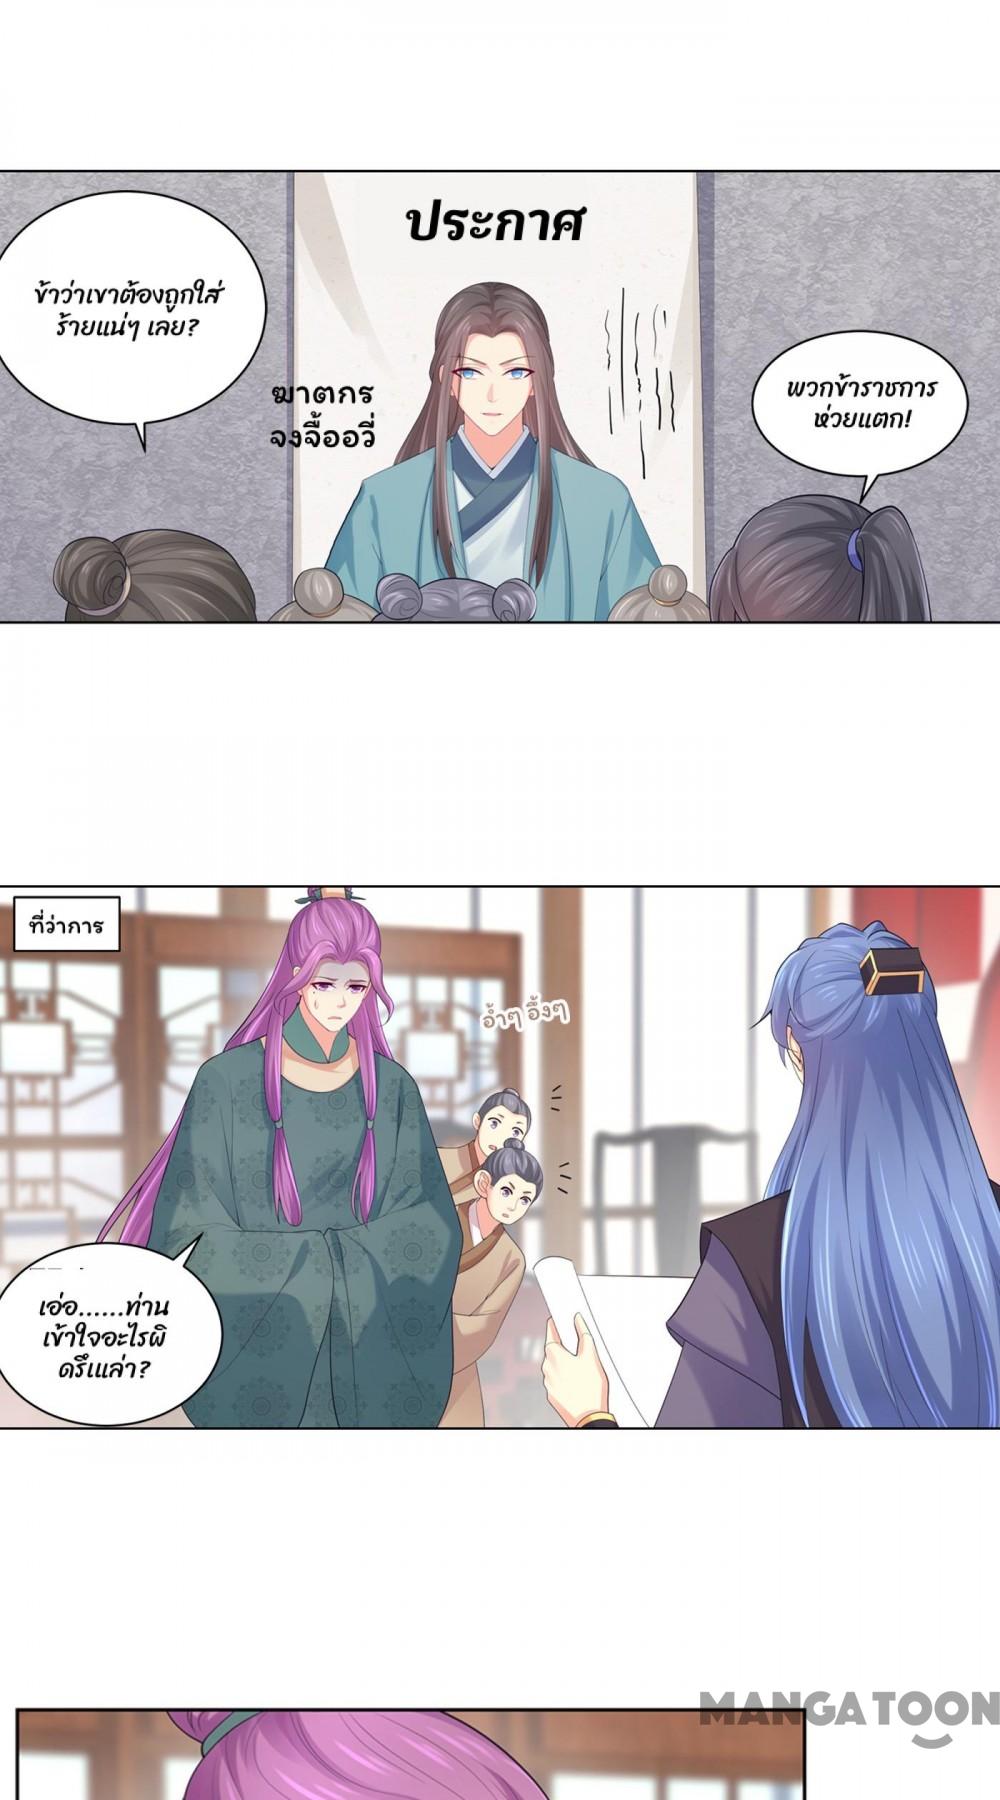 ประกาศ
ข้าว่าเขาต้องถูกใส่
ร้ายแน่ๆ เลย?
ฆาตกร
จงจื้ออวี่
พวกข้าราชการ
ห่วยแตก!
ที่ว่าการ
อ้ำๆ อึ้งๆ
เอ่อ......ท่าน
เข้าใจอะไรผิ
ดรึเเล่า?
MANGATOON